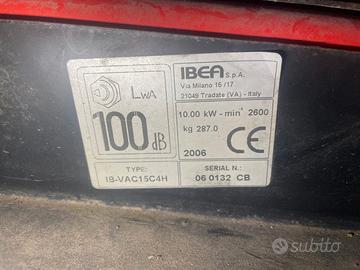 LWA
100 dB
TYPE:
IB-VAC15C4H
IBEA S.p.A.
Via Milano 15 /17
21049 Tradate (VA) - Italy
10.00 kW - min⁻¹ 2600
kg 287.0
CE
2006
SERIAL N.:
06 0132 CB
subito